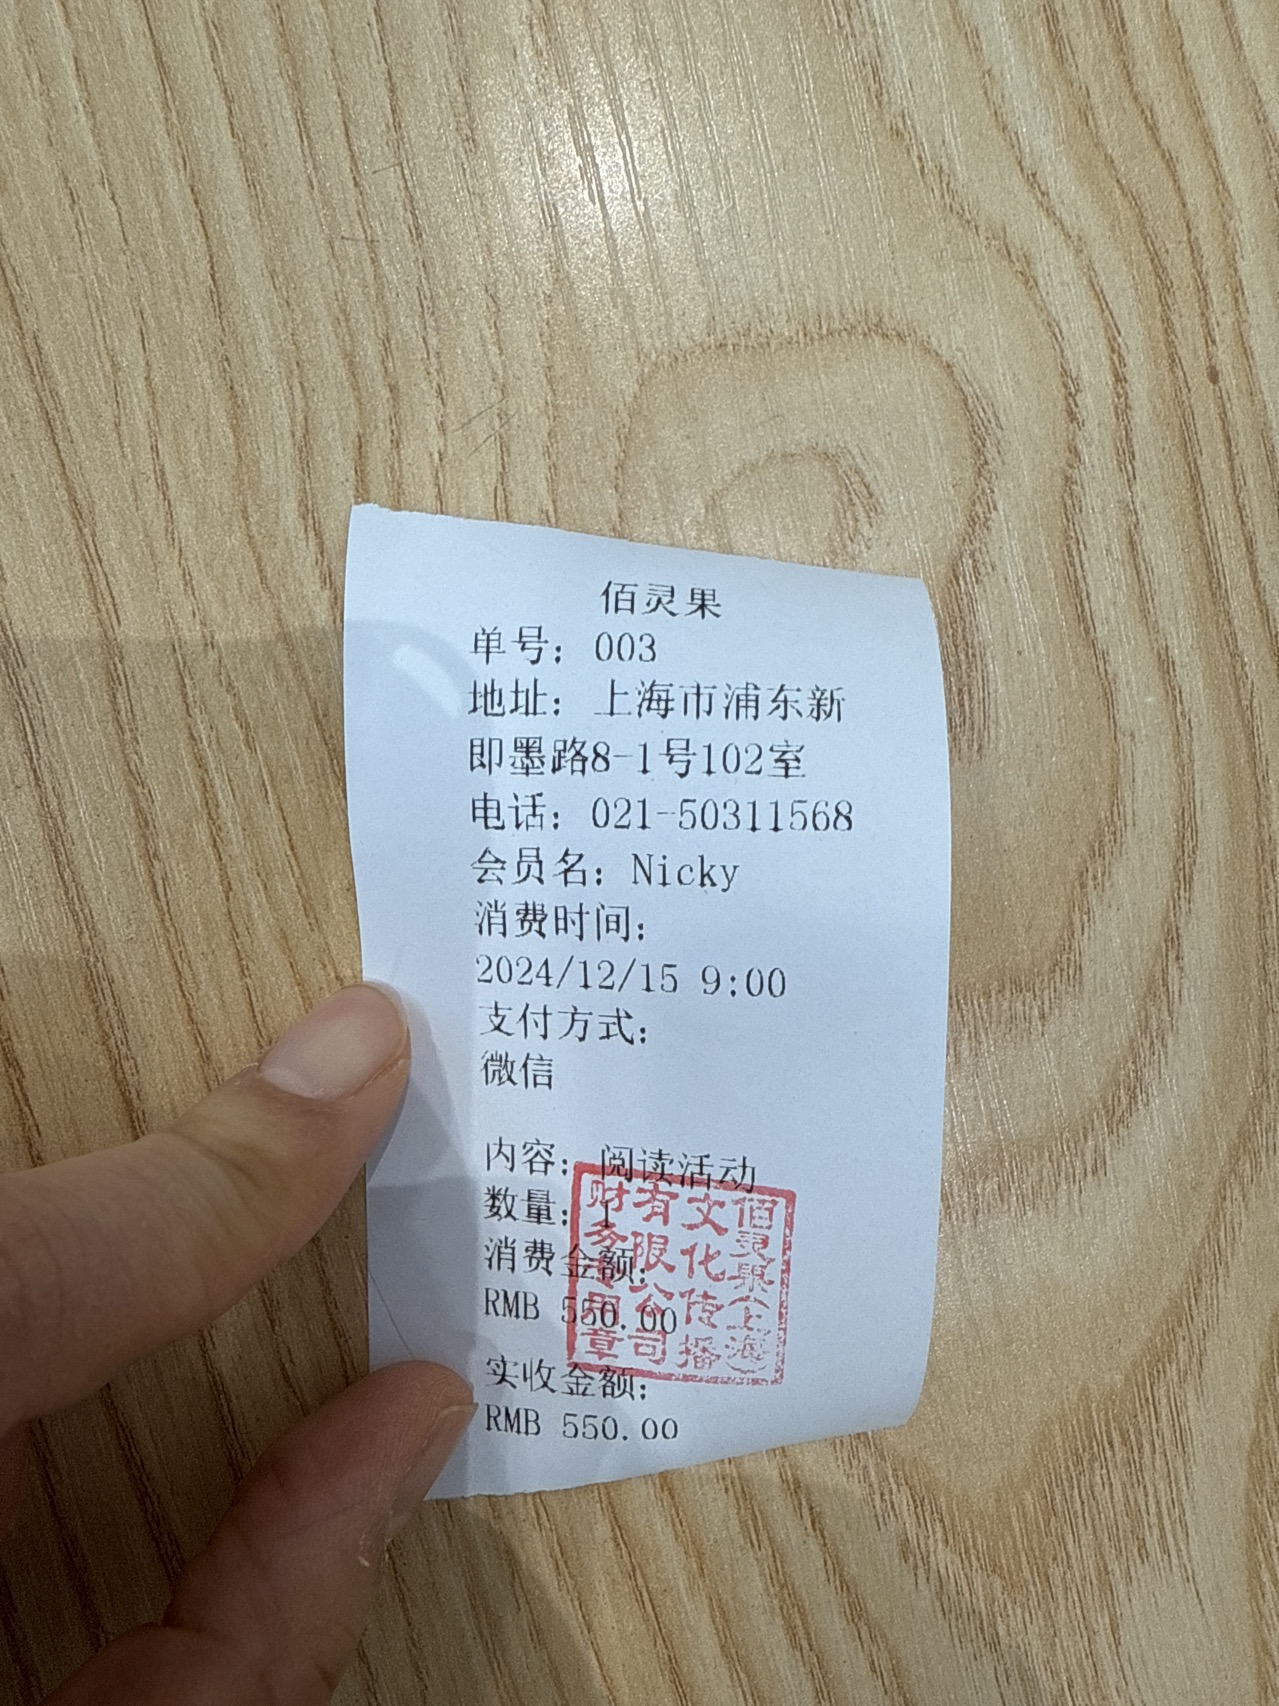 佰灵果
单号：003
地址：上海市浦东新
即墨路8-1号102室
电话：021-50311568
会员名：Nicky
消费时间：
2024/12/15 9:00
支付方式：
微信
内容：阅读活动
数量：1
消费金额：
RMB 550.00
实收金额：
RMB 550.00
佰灵果(上海)
文化传播
有限公司
财务专用章